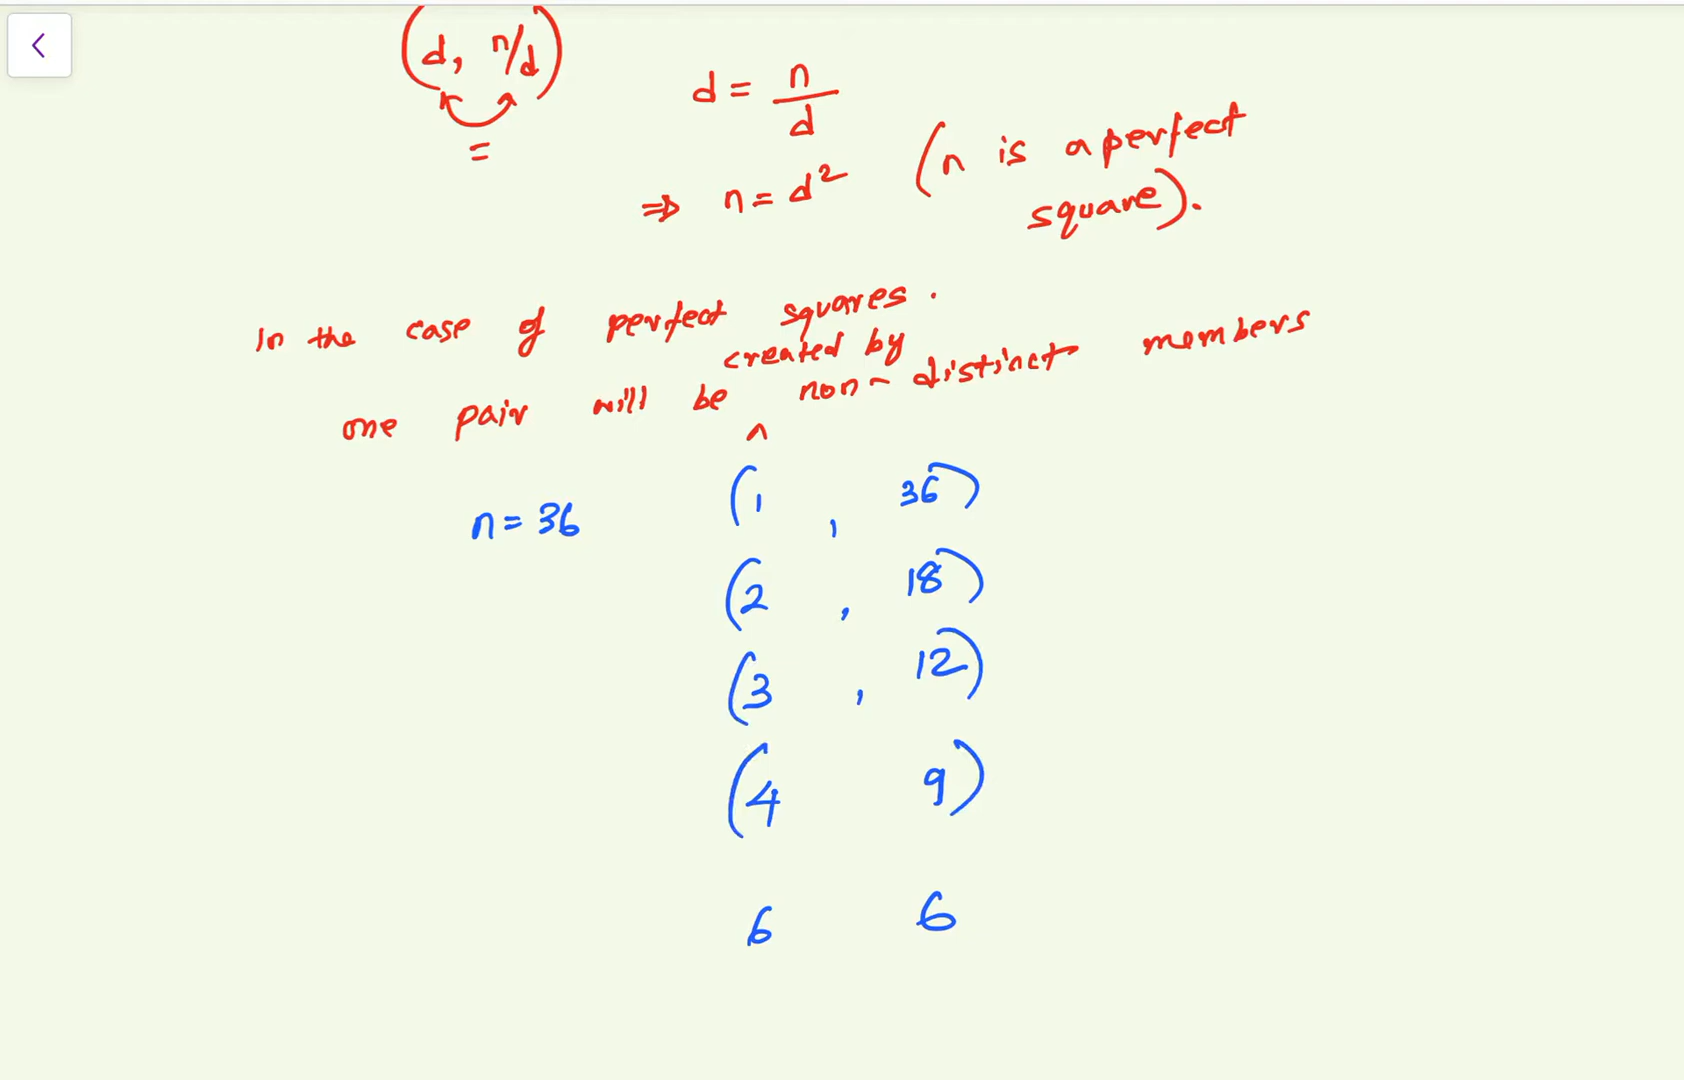 (d, n/d)
=
d = n/d
⇒ n = d² (n is a perfect
square).
In the case of perfect squares.
created by
one pair will be ^ non-distinct members
n = 36
(1 , 36)
(2 , 18)
(3 , 12)
(4 9)
6 6